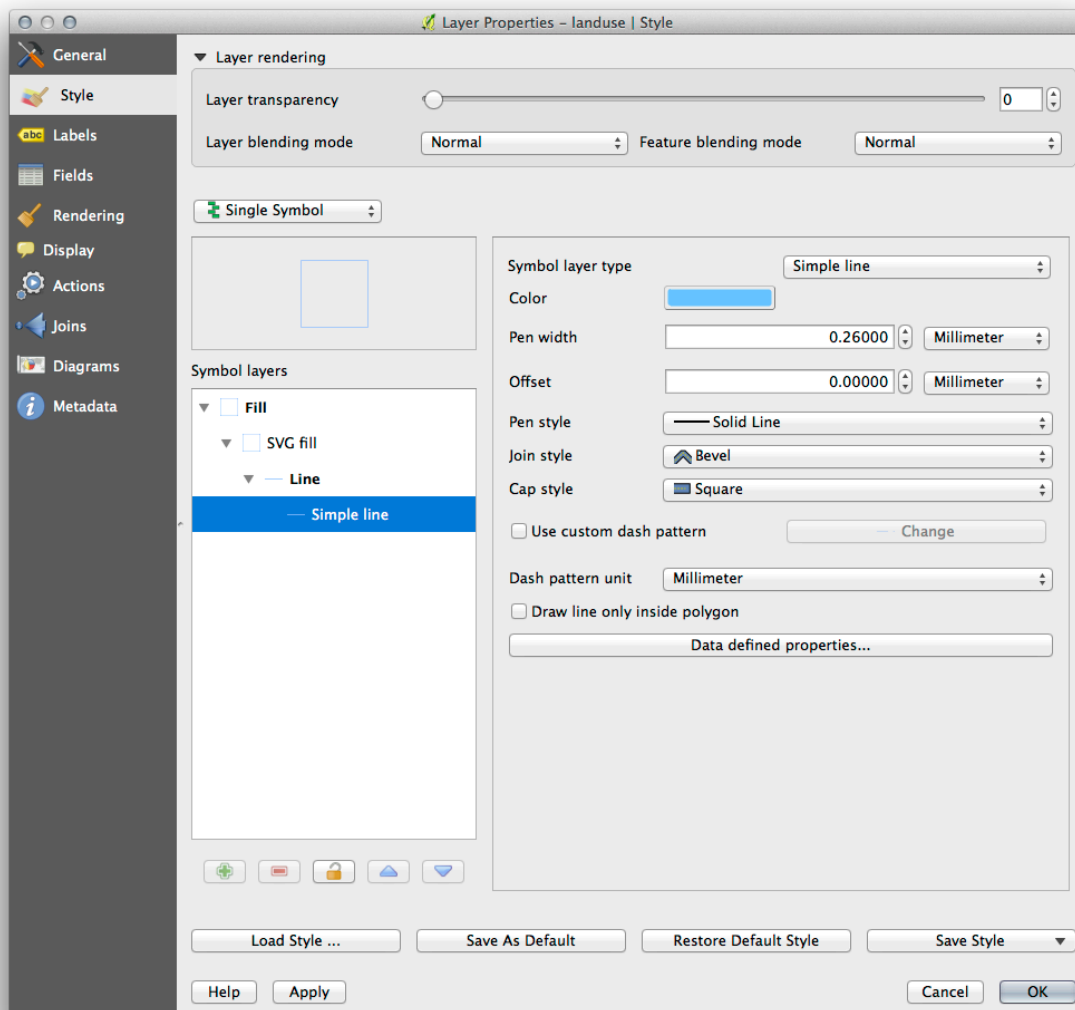 Layer Properties – landuse | Style
General
Style
abc Labels
Fields
Rendering
Display
Actions
Joins
Diagrams
Metadata
Layer rendering
Layer transparency 0
Layer blending mode Normal Feature blending mode Normal
Single Symbol
Symbol layers
Fill
SVG fill
Line
Simple line
Symbol layer type Simple line
Color
Pen width 0.26000 Millimeter
Offset 0.00000 Millimeter
Pen style Solid Line
Join style Bevel
Cap style Square
Use custom dash pattern Change
Dash pattern unit Millimeter
Draw line only inside polygon
Data defined properties...
Load Style ... Save As Default Restore Default Style Save Style
Help Apply Cancel OK